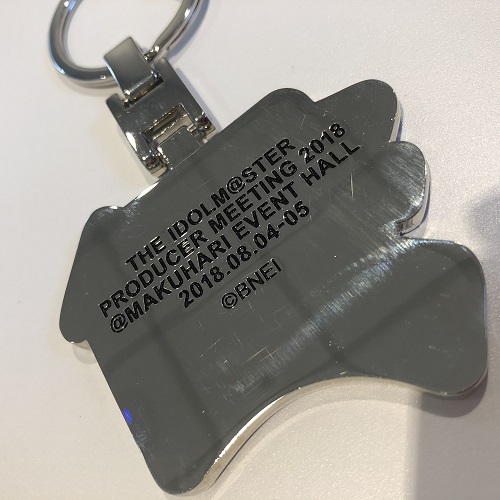 THE IDOLM@STER
PRODUCER MEETING 2018
@MAKUHARI EVENT HALL
2018.08.04-05
©BNEI